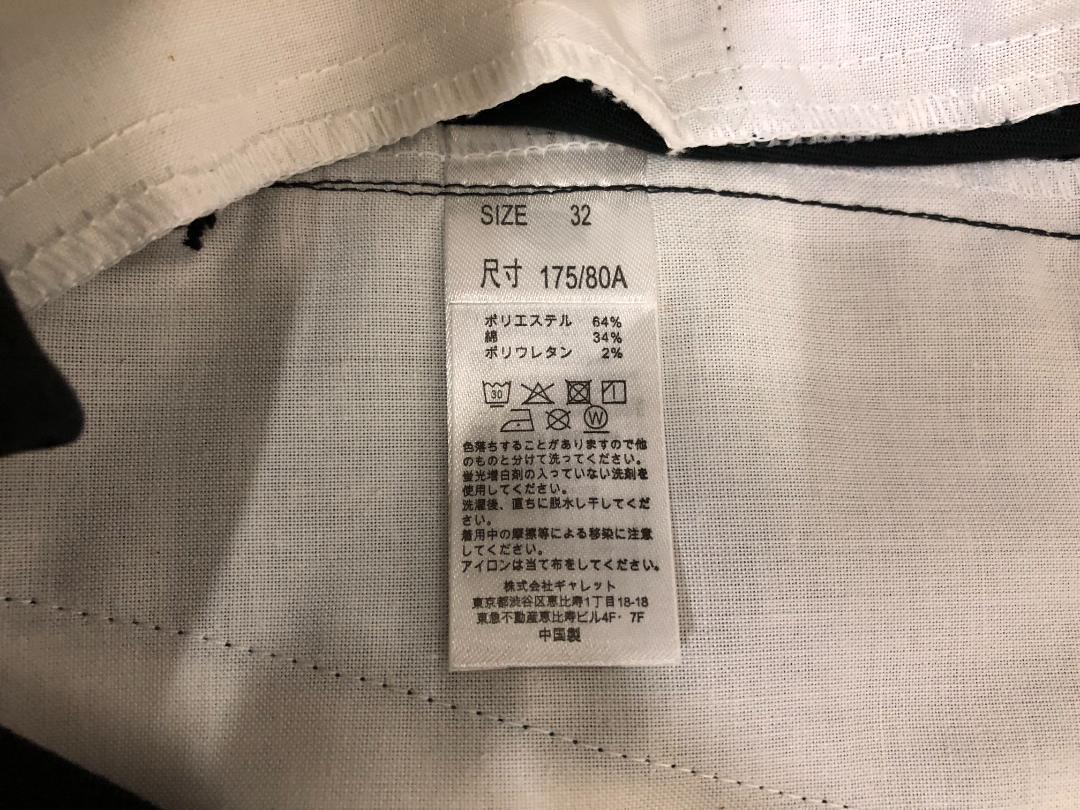 SIZE 32
尺寸 175/80A
ポリエステル 64%
綿 34%
ポリウレタン 2%
30
W
色落ちすることがありますので他
のものと分けて洗ってください。
蛍光増白剤の入っていない洗剤を
使用してください。
洗濯後、直ちに脱水し干してくだ
さい。
着用中の摩擦等による移染に注意
してください。
アイロンは当て布をしてください。
株式会社ギャレット
東京都渋谷区恵比寿1丁目18-18
東急不動産恵比寿ビル4F・7F
中国製